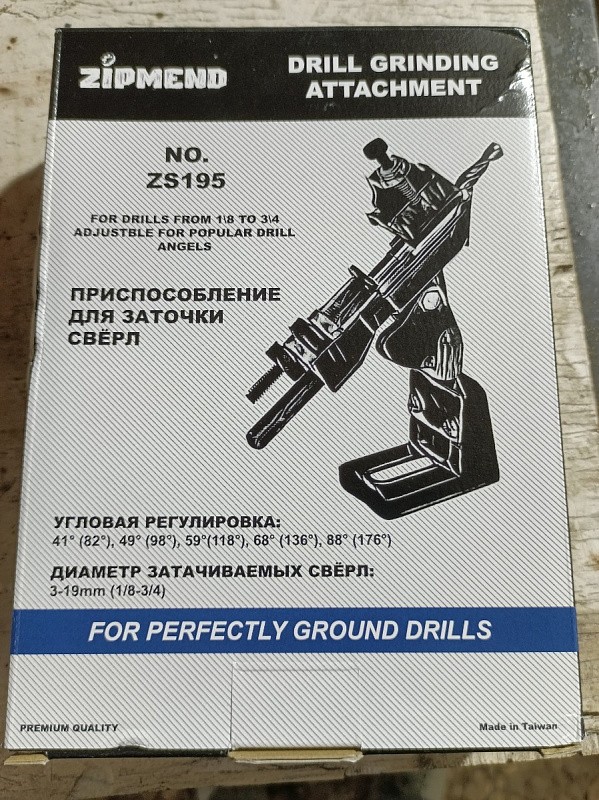 ZIPMEND
DRILL GRINDING
ATTACHMENT
NO.
ZS195
FOR DRILLS FROM 1\8 TO 3\4
ADJUSTBLE FOR POPULAR DRILL
ANGELS
ПРИСПОСОБЛЕНИЕ
ДЛЯ ЗАТОЧКИ
СВЁРЛ
УГЛОВАЯ РЕГУЛИРОВКА:
41° (82°), 49° (98°), 59°(118°), 68° (136°), 88° (176°)
ДИАМЕТР ЗАТАЧИВАЕМЫХ СВЁРЛ:
3-19mm (1/8-3/4)
FOR PERFECTLY GROUND DRILLS
PREMIUM QUALITY
Made in Taiwan